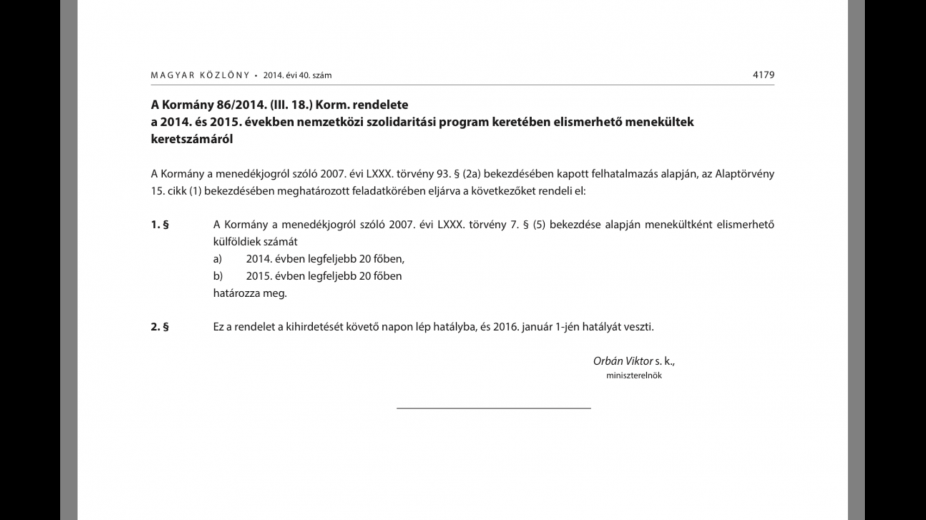 MAGYAR KÖZLÖNY • 2014. évi 40. szám 4179
A Kormány 86/2014. (III. 18.) Korm. rendelete
a 2014. és 2015. években nemzetközi szolidaritási program keretében elismerhető menekültek
keretszámáról
A Kormány a menedékjogról szóló 2007. évi LXXX. törvény 93. § (2a) bekezdésében kapott felhatalmazás alapján, az Alaptörvény
15. cikk (1) bekezdésében meghatározott feladatkörében eljárva a következőket rendeli el:
1. § A Kormány a menedékjogról szóló 2007. évi LXXX. törvény 7. § (5) bekezdése alapján menekültként elismerhető
külföldiek számát
a) 2014. évben legfeljebb 20 főben,
b) 2015. évben legfeljebb 20 főben
határozza meg.
2. § Ez a rendelet a kihirdetését követő napon lép hatályba, és 2016. január 1-jén hatályát veszti.
Orbán Viktor s. k.,
miniszterelnök